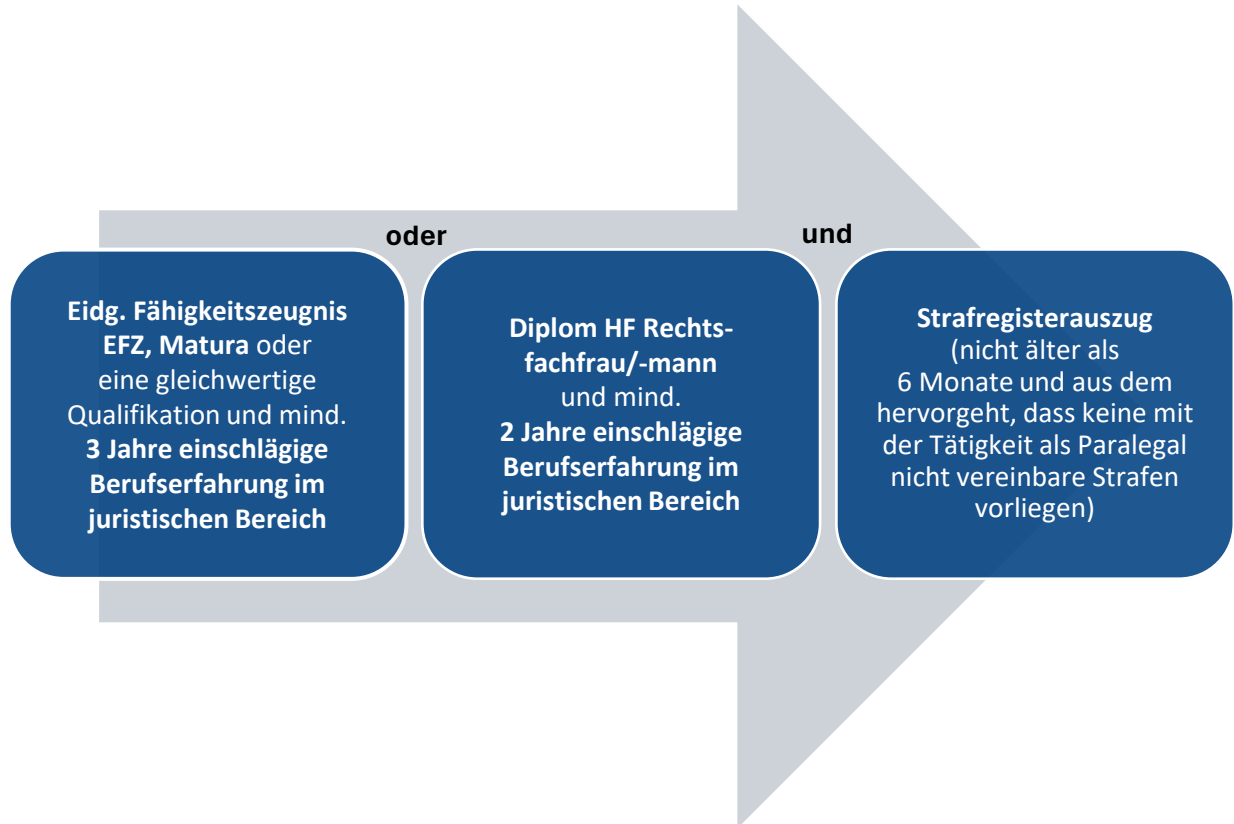 oder
und
Eidg. Fähigkeitszeugnis
EFZ, Matura oder
eine gleichwertige
Qualifikation und mind.
3 Jahre einschlägige
Berufserfahrung im
juristischen Bereich
Diplom HF Rechts-
fachfrau/-mann
und mind.
2 Jahre einschlägige
Berufserfahrung im
juristischen Bereich
Strafregisterauszug
(nicht älter als
6 Monate und aus dem
hervorgeht, dass keine mit
der Tätigkeit als Paralegal
nicht vereinbare Strafen
vorliegen)